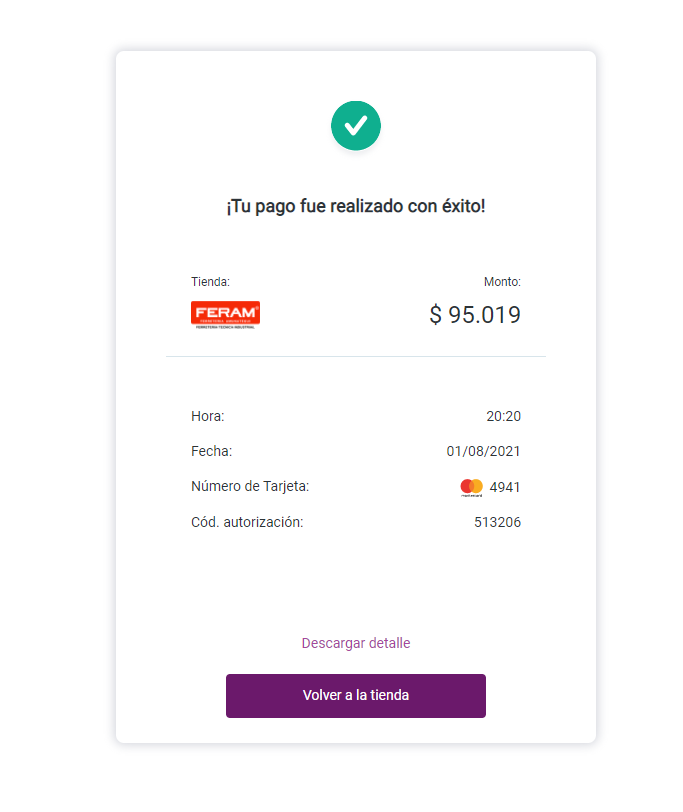 ¡Tu pago fue realizado con éxito!
Tienda: Monto:
FERAM® $ 95.019
FERRETERIA TECNICA INDUSTRIAL
Hora: 20:20
Fecha: 01/08/2021
Número de Tarjeta: mastercard 4941
Cód. autorización: 513206
Descargar detalle
Volver a la tienda